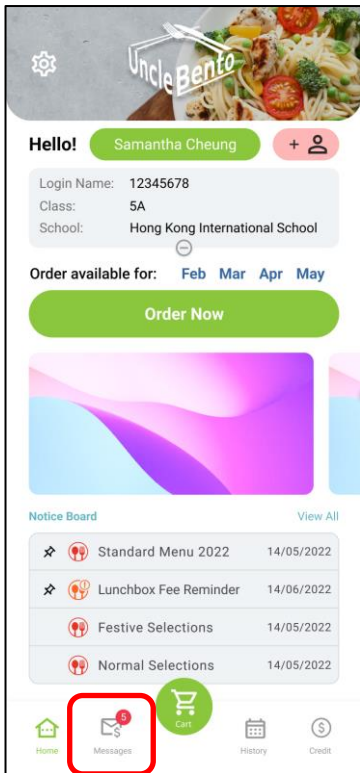 Uncle Bento
Hello! Samantha Cheung +
Login Name: 12345678
Class: 5A
School: Hong Kong International School
Order available for: Feb Mar Apr May
Order Now
Notice Board View All
Standard Menu 2022 14/05/2022
Lunchbox Fee Reminder 14/06/2022
Festive Selections 14/05/2022
Normal Selections 14/05/2022
5
Home Messages Cart History Credit